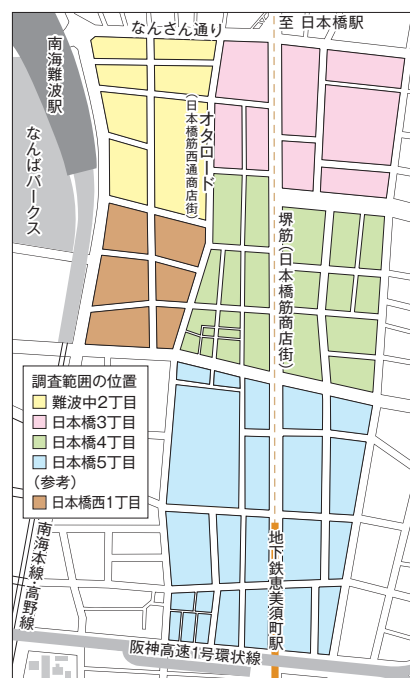 なんさん通り
至 日本橋駅
南海難波駅
なんばパークス
オタロード
(日本橋筋西通商店街)
堺筋(日本橋筋商店街)
調査範囲の位置
難波中2丁目
日本橋3丁目
日本橋4丁目
日本橋5丁目
(参考)
日本橋西1丁目
南海本線・高野線
地下鉄恵美須町駅
阪神高速1号環状線